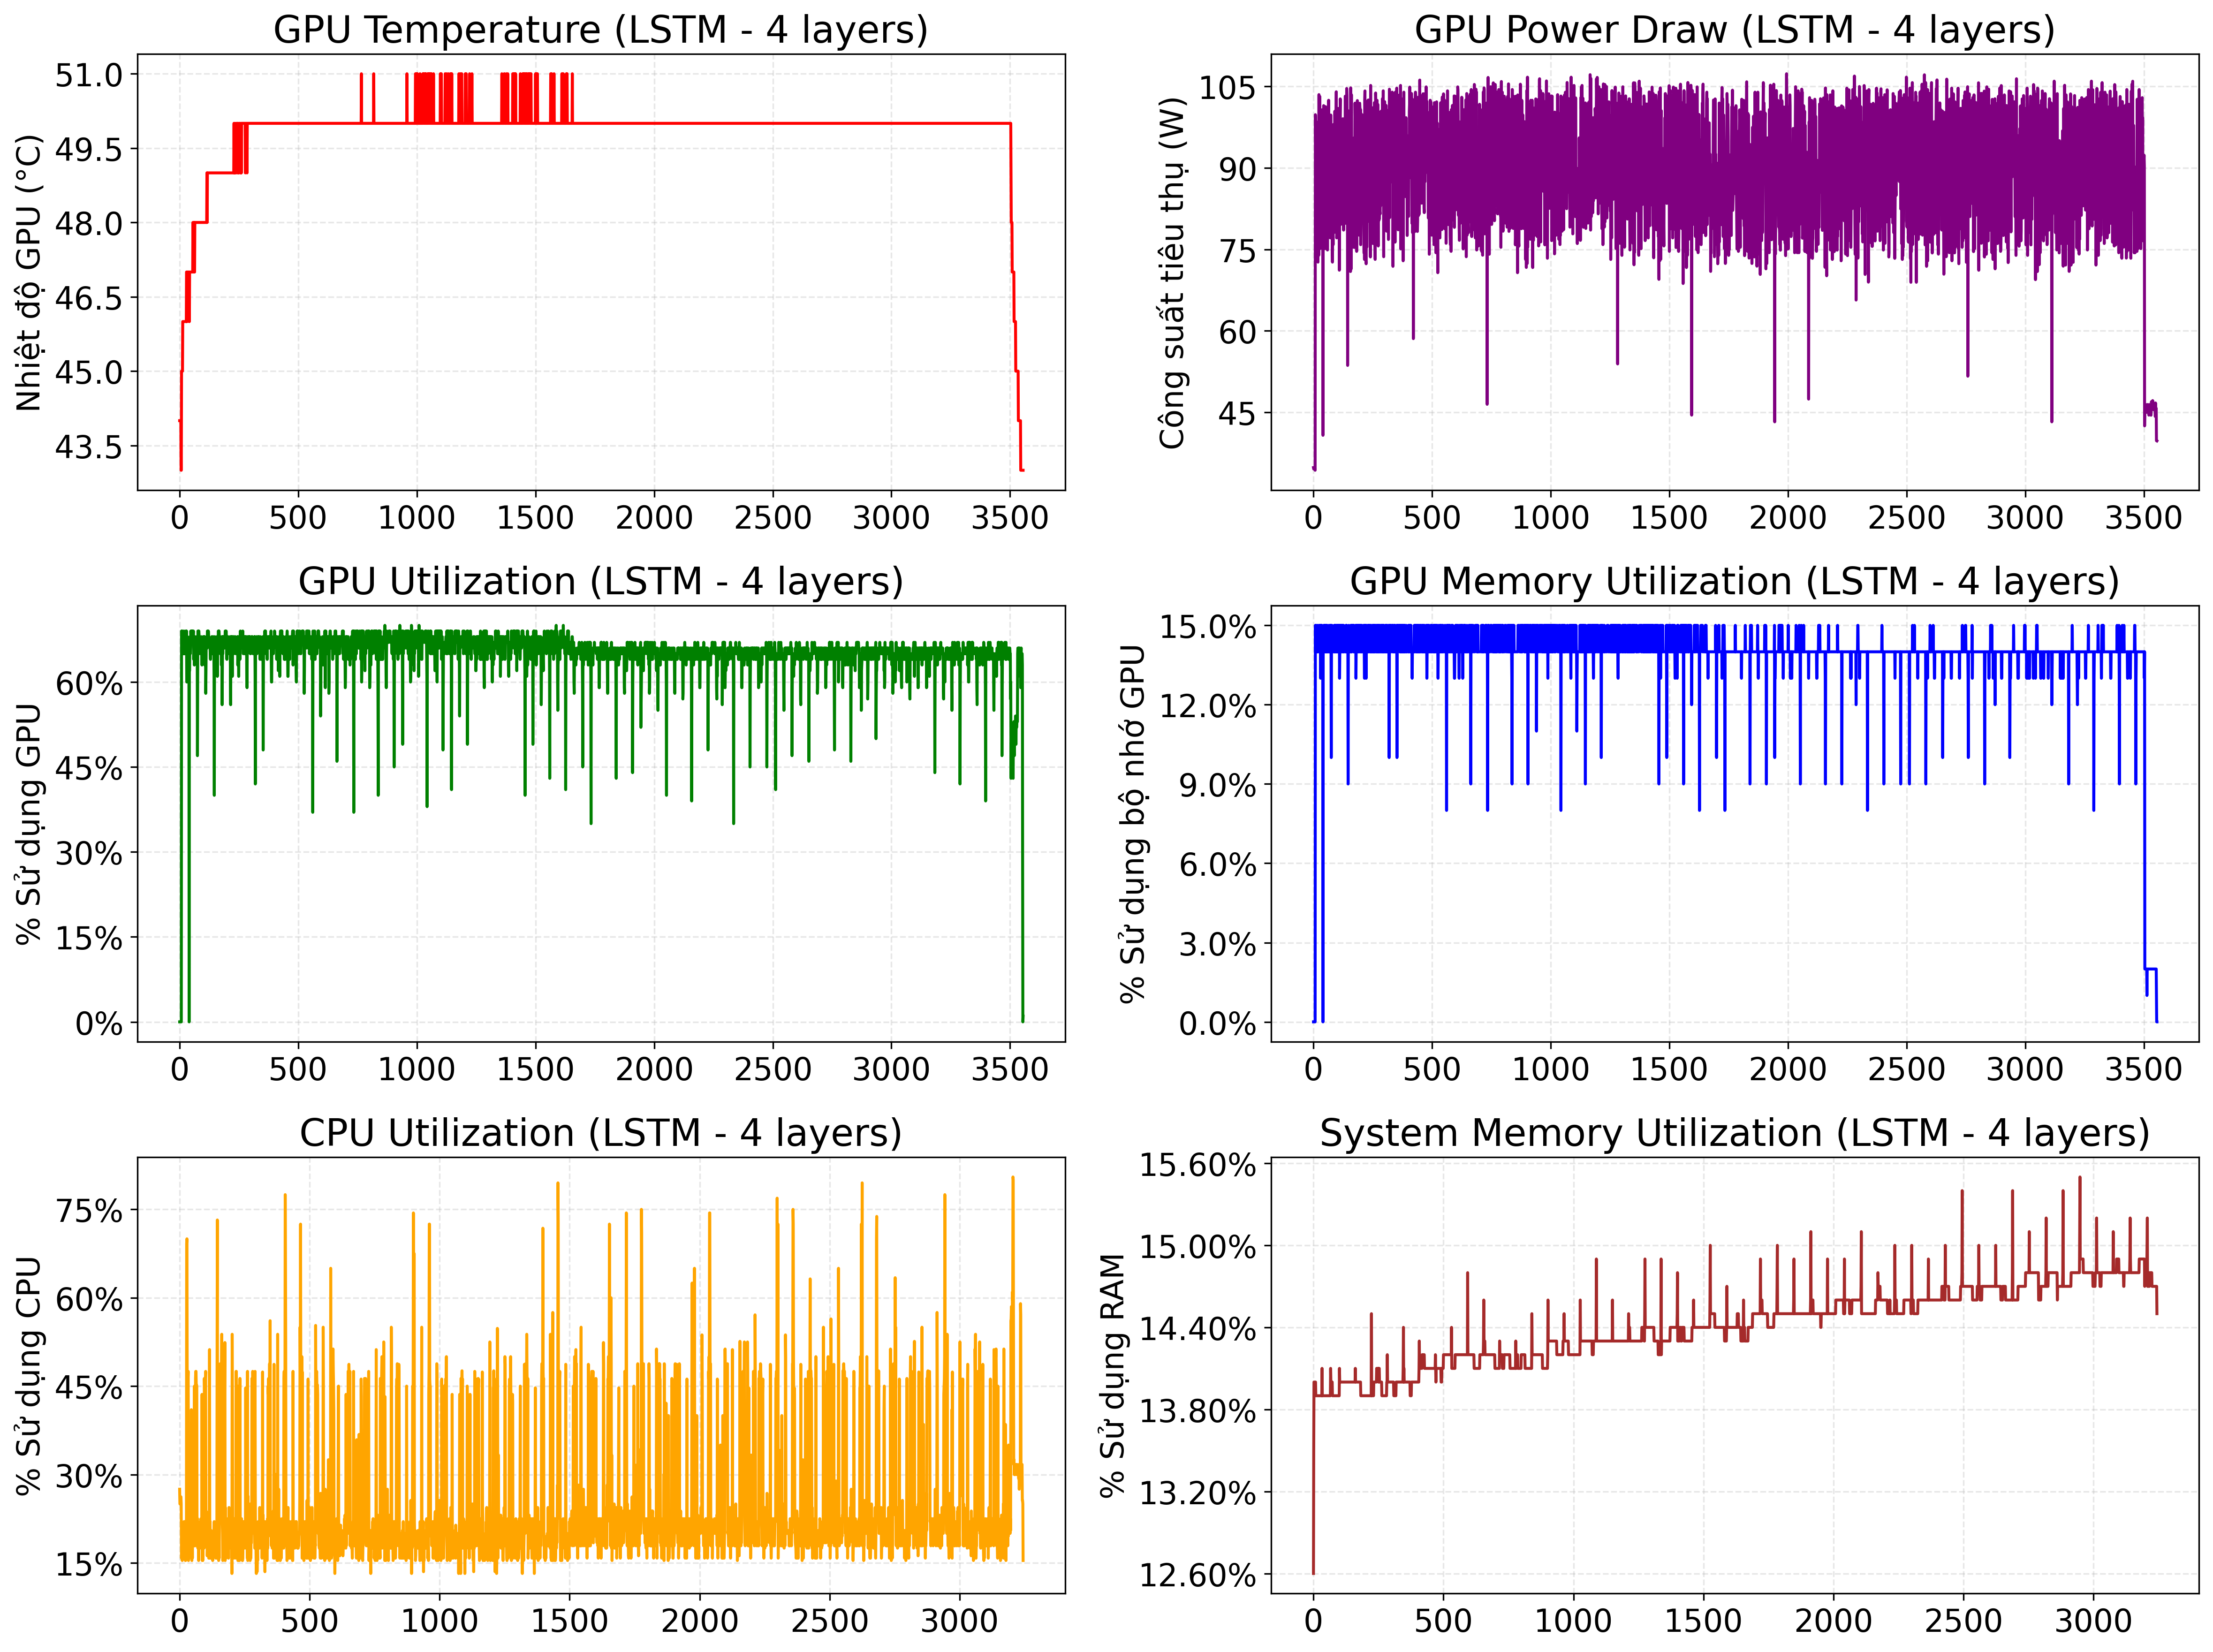 GPU Temperature (LSTM - 4 layers)
Nhiệt độ GPU (°C)
51.0
49.5
48.0
46.5
45.0
43.5
0 500 1000 1500 2000 2500 3000 3500
GPU Power Draw (LSTM - 4 layers)
Công suất tiêu thụ (W)
105
90
75
60
45
0 500 1000 1500 2000 2500 3000 3500
GPU Utilization (LSTM - 4 layers)
% Sử dụng GPU
60%
45%
30%
15%
0%
0 500 1000 1500 2000 2500 3000 3500
GPU Memory Utilization (LSTM - 4 layers)
% Sử dụng bộ nhớ GPU
15.0%
12.0%
9.0%
6.0%
3.0%
0.0%
0 500 1000 1500 2000 2500 3000 3500
CPU Utilization (LSTM - 4 layers)
% Sử dụng CPU
75%
60%
45%
30%
15%
0 500 1000 1500 2000 2500 3000
System Memory Utilization (LSTM - 4 layers)
% Sử dụng RAM
15.60%
15.00%
14.40%
13.80%
13.20%
12.60%
0 500 1000 1500 2000 2500 3000